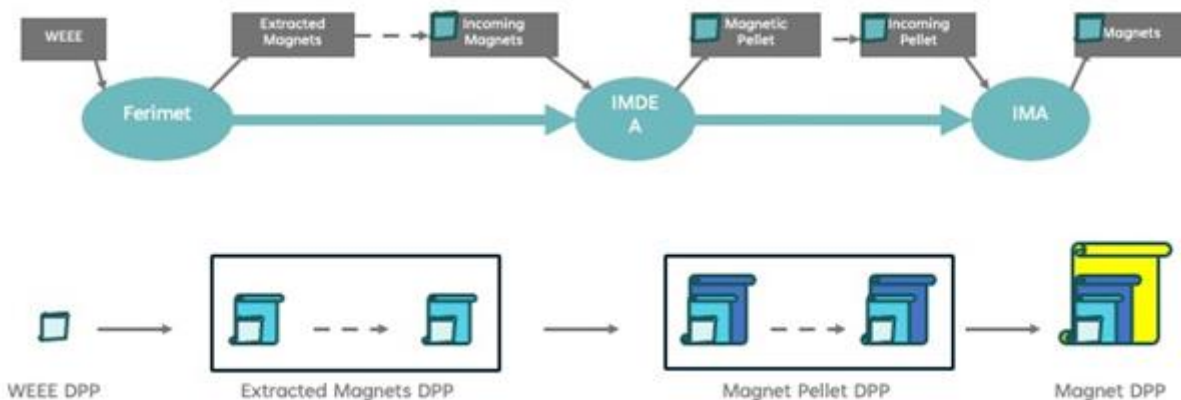 WEEE
Extracted
Magnets
Incoming
Magnets
Magnetic
Pellet
Incoming
Pellet
Magnets
Ferimet
IMDE
A
IMA
WEEE DPP
Extracted Magnets DPP
Magnet Pellet DPP
Magnet DPP